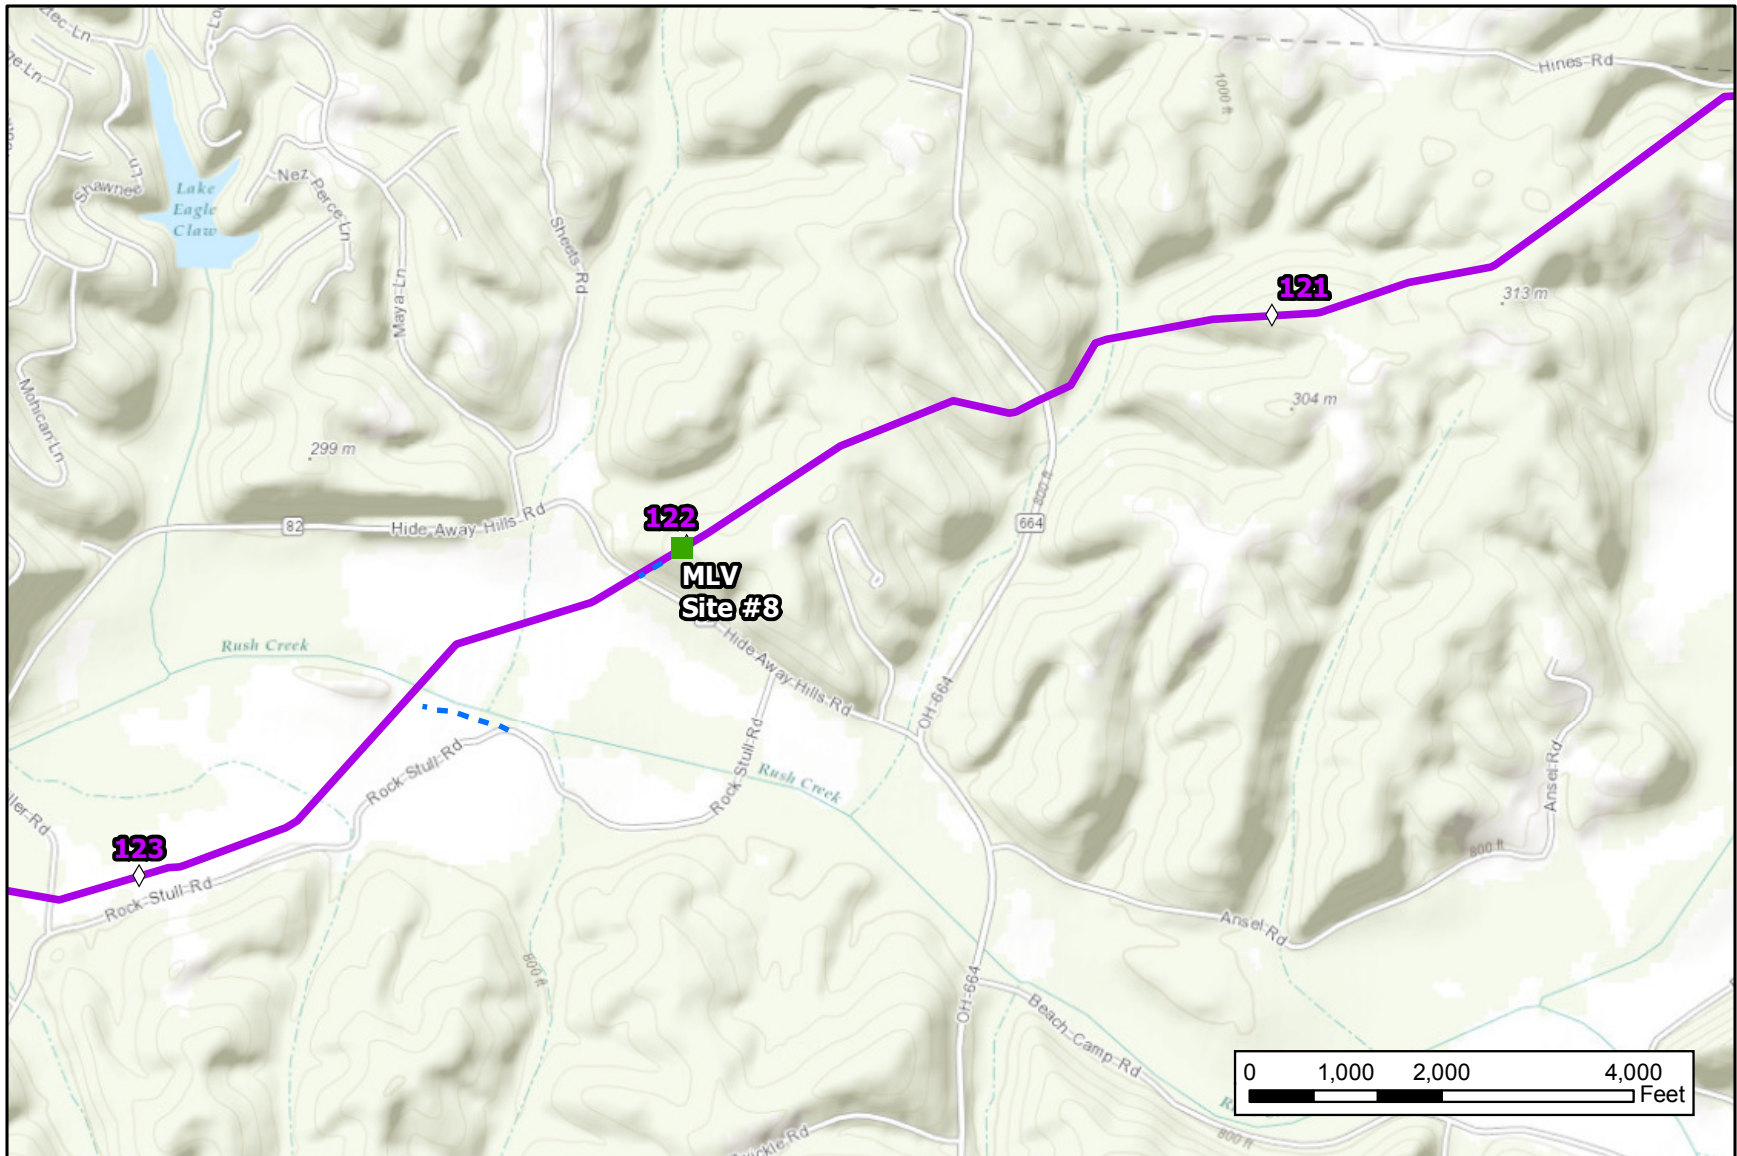 Hines Rd
1000 ft
Nez Perce Ln
Shawnee
Ln
Lake
Eagle
Claw
Sheets Rd
Maya Ln
121
313 m
304 m
Mohican Ln
299 m
800 ft
122
82
Hide Away Hills Rd
664
MLV
Site #8
Rush Creek
Hide Away Hills Rd
OH-664
Rock Stull Rd
Rock Stull Rd
Rush Creek
Ansel Rd
123
800 ft
Rock Stull Rd
Ansel Rd
800 ft
OH-664
Beach Camp Rd
0 1,000 2,000 4,000
Feet
800 ft